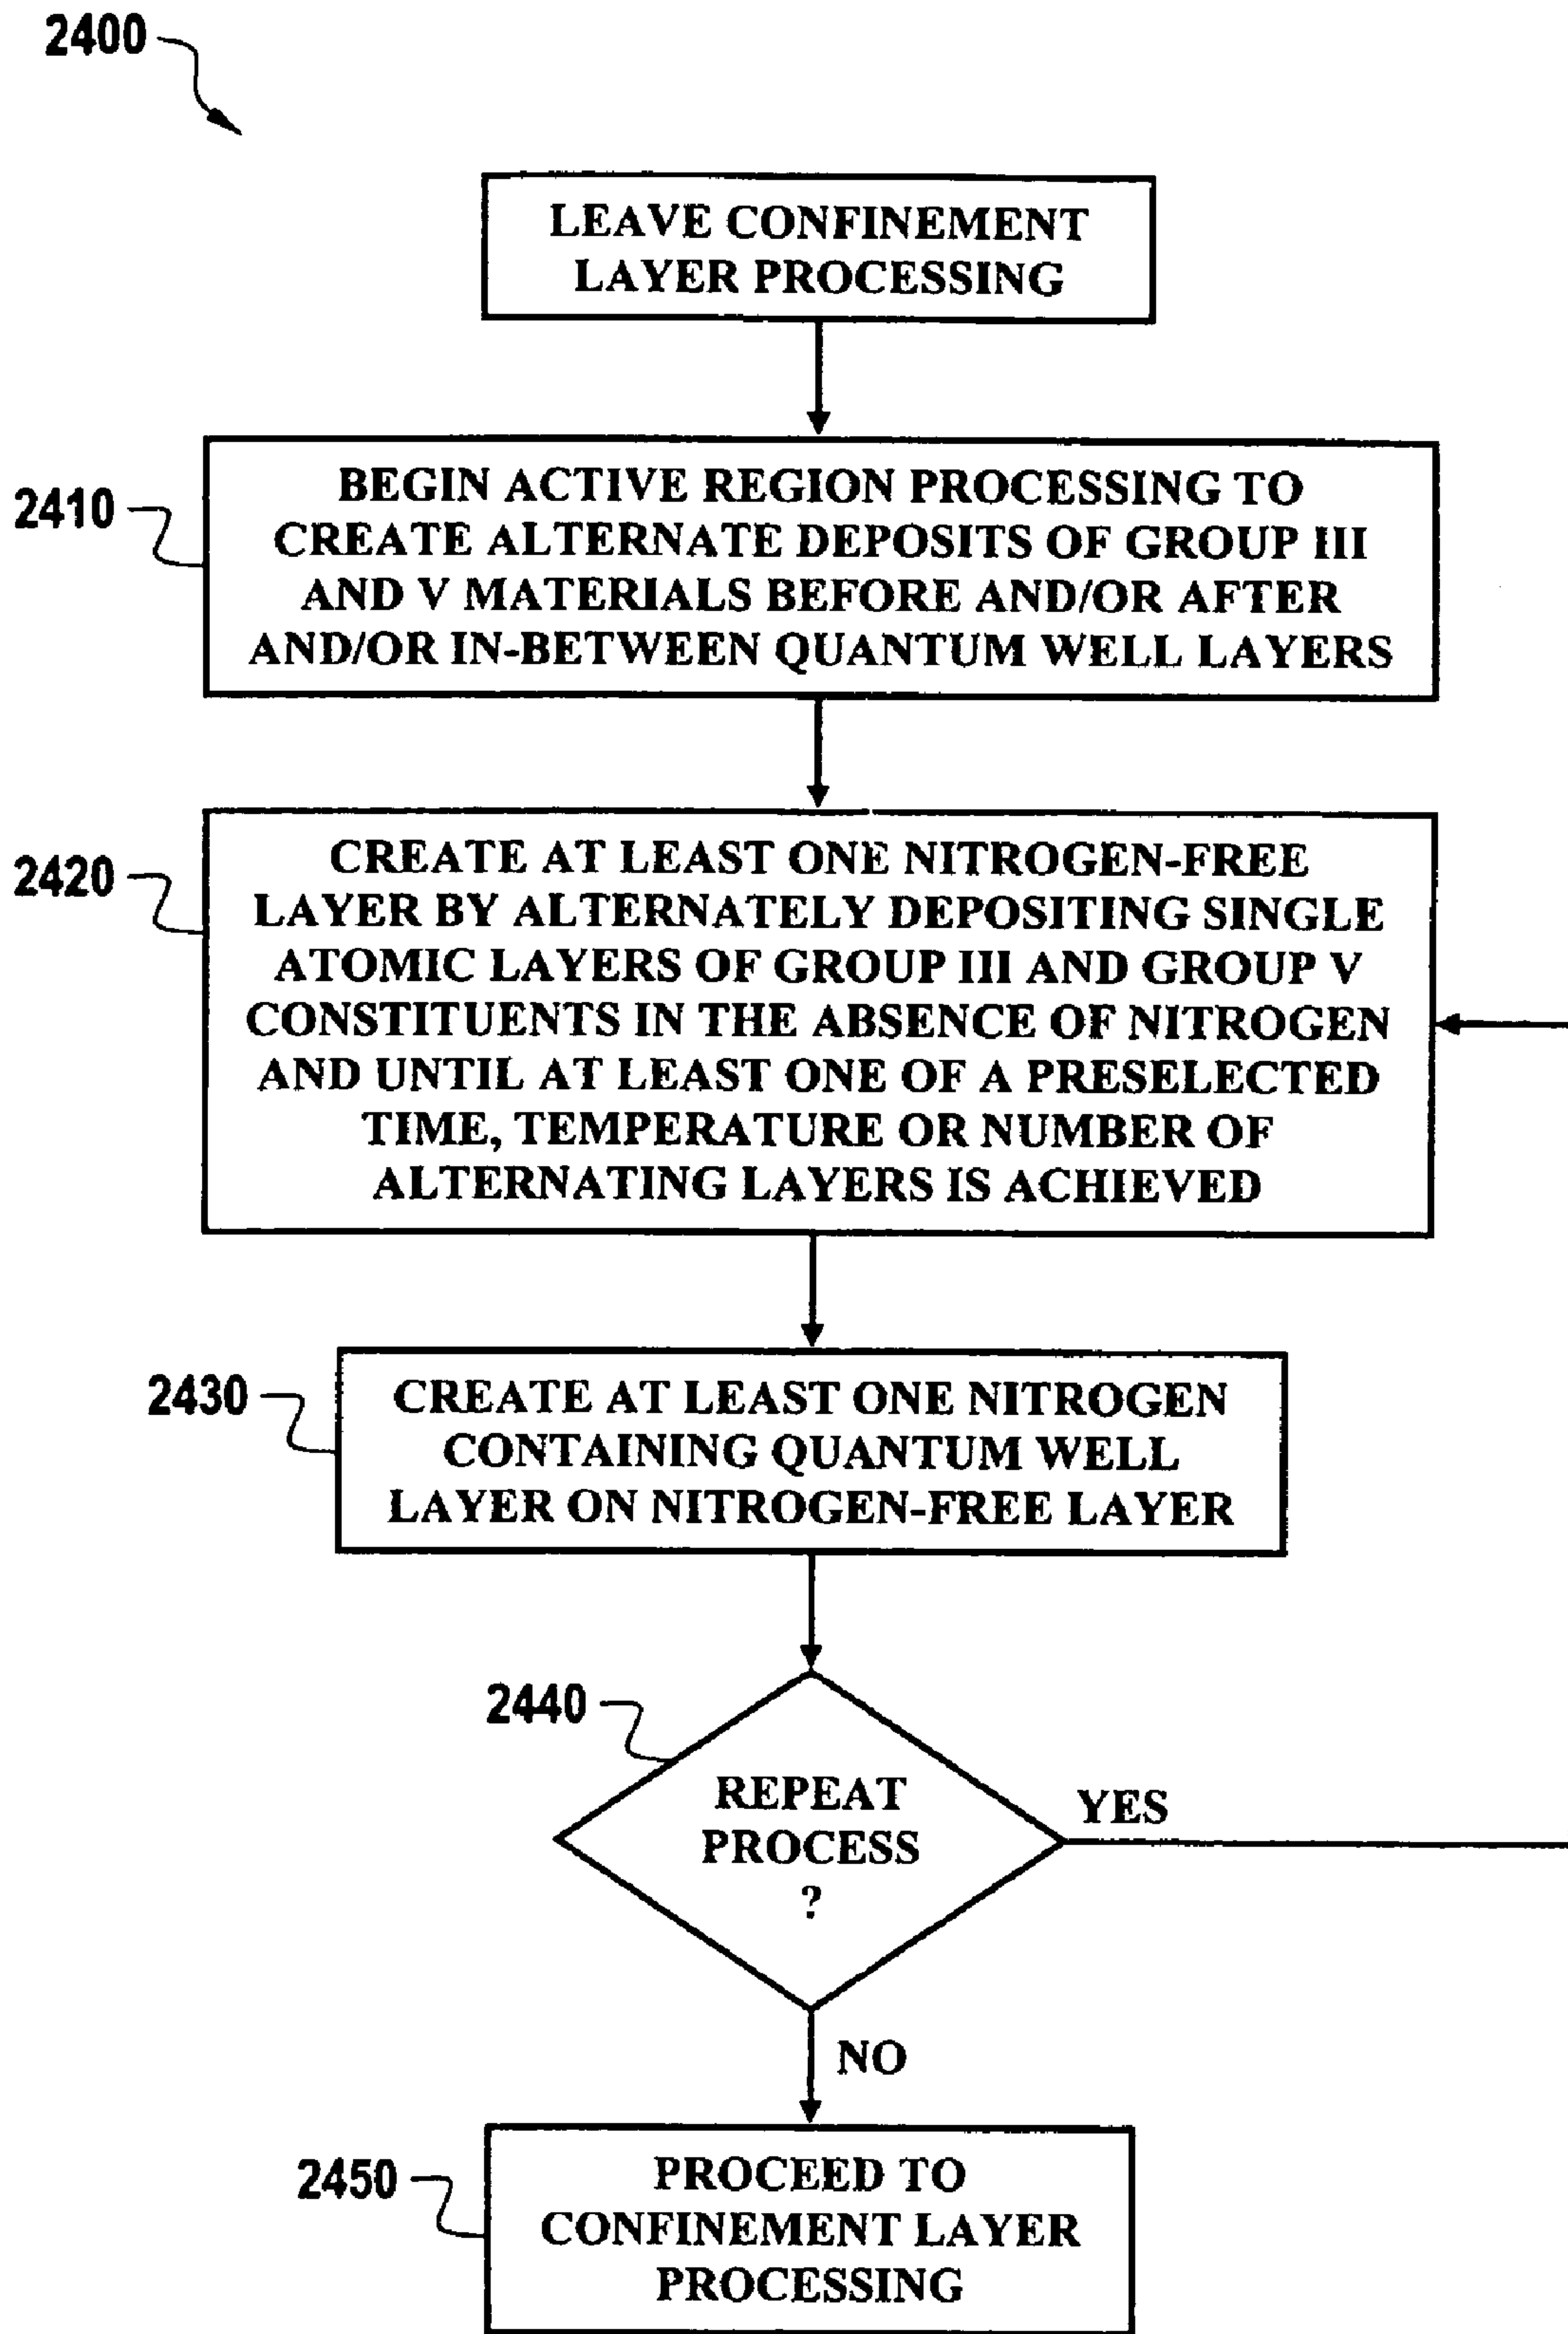 2400
LEAVE CONFINEMENT
LAYER PROCESSING
2410
BEGIN ACTIVE REGION PROCESSING TO
CREATE ALTERNATE DEPOSITS OF GROUP III
AND V MATERIALS BEFORE AND/OR AFTER
AND/OR IN-BETWEEN QUANTUM WELL LAYERS
2420
CREATE AT LEAST ONE NITROGEN-FREE
LAYER BY ALTERNATELY DEPOSITING SINGLE
ATOMIC LAYERS OF GROUP III AND GROUP V
CONSTITUENTS IN THE ABSENCE OF NITROGEN
AND UNTIL AT LEAST ONE OF A PRESELECTED
TIME, TEMPERATURE OR NUMBER OF
ALTERNATING LAYERS IS ACHIEVED
2430
CREATE AT LEAST ONE NITROGEN
CONTAINING QUANTUM WELL
LAYER ON NITROGEN-FREE LAYER
2440
REPEAT
PROCESS
?
YES
NO
2450
PROCEED TO
CONFINEMENT LAYER
PROCESSING